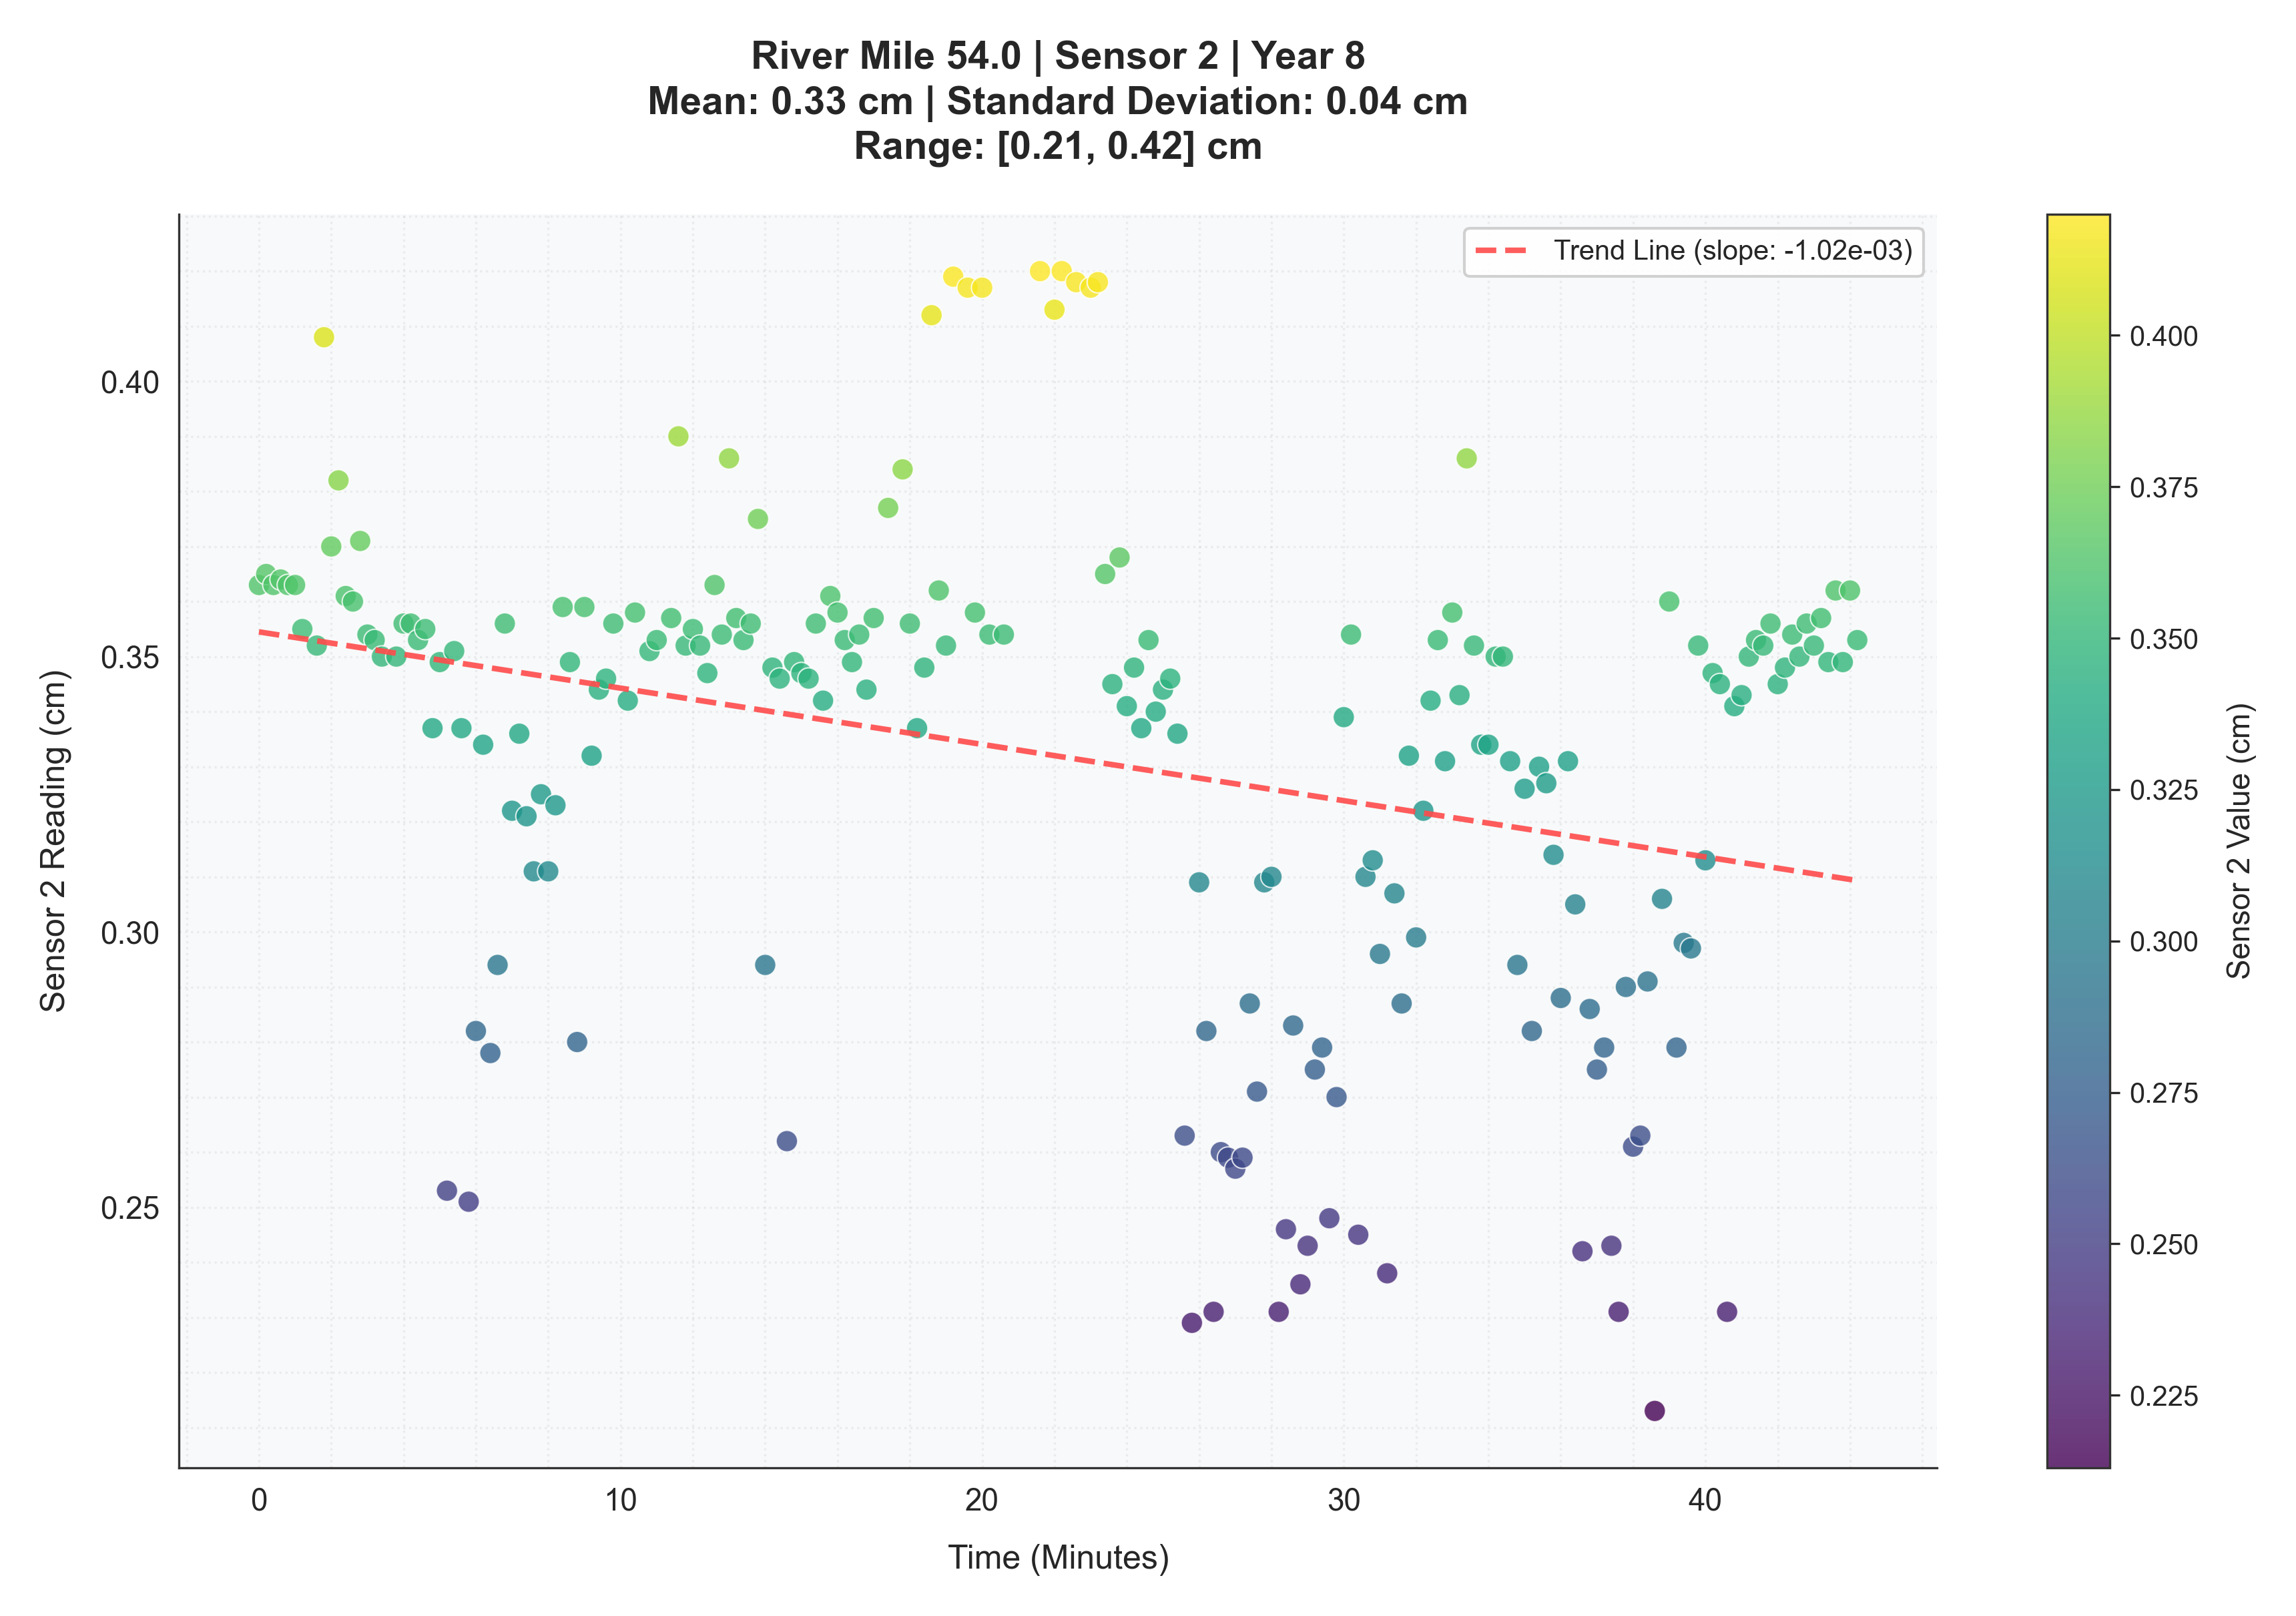 River Mile 54.0 | Sensor 2 | Year 8
Mean: 0.33 cm | Standard Deviation: 0.04 cm
Range: [0.21, 0.42] cm
Trend Line (slope: -1.02e-03)
Sensor 2 Reading (cm)
0.40
0.35
0.30
0.25
0
10
20
30
40
Time (Minutes)
0.400
0.375
0.350
0.325
0.300
0.275
0.250
0.225
Sensor 2 Value (cm)